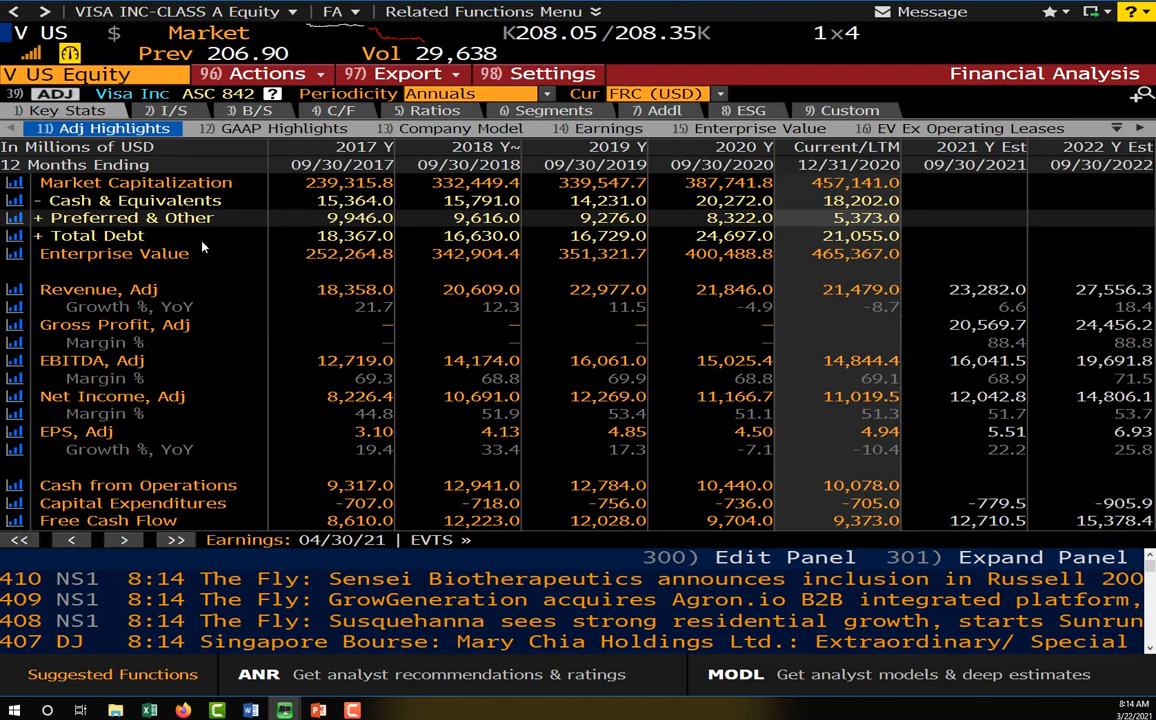 VISA INC-CLASS A Equity FA Related Functions Menu Message ?
V US $ Market K208.05 /208.35K 1 x 4
Prev 206.90 Vol 29,638
V US Equity 96) Actions 97) Export 98) Settings Financial Analysis
39) ADJ Visa Inc ASC 842 ? Periodicity Annuals Cur FRC (USD)
1) Key Stats 2) I/S 3) B/S 4) C/F 5) Ratios 6) Segments 7) Addl 8) ESG 9) Custom
11) Adj Highlights 12) GAAP Highlights 13) Company Model 14) Earnings 15) Enterprise Value 16) EV Ex Operating Leases
In Millions of USD 2017 Y 2018 Y~ 2019 Y 2020 Y Current/LTM 2021 Y Est 2022 Y Est
12 Months Ending 09/30/2017 09/30/2018 09/30/2019 09/30/2020 12/31/2020 09/30/2021 09/30/2022
Market Capitalization 239,315.8 332,449.4 339,547.7 387,741.8 457,141.0
- Cash & Equivalents 15,364.0 15,791.0 14,231.0 20,272.0 18,202.0
+ Preferred & Other 9,946.0 9,616.0 9,276.0 8,322.0 5,373.0
+ Total Debt 18,367.0 16,630.0 16,729.0 24,697.0 21,055.0
Enterprise Value 252,264.8 342,904.4 351,321.7 400,488.8 465,367.0
Revenue, Adj 18,358.0 20,609.0 22,977.0 21,846.0 21,479.0 23,282.0 27,556.3
Growth %, YoY 21.7 12.3 11.5 -4.9 -8.7 6.6 18.4
Gross Profit, Adj — — — — 20,569.7 24,456.2
Margin % 88.4 88.8
EBITDA, Adj 12,719.0 14,174.0 16,061.0 15,025.4 14,844.4 16,041.5 19,691.8
Margin % 69.3 68.8 69.9 68.8 69.1 68.9 71.5
Net Income, Adj 8,226.4 10,691.0 12,269.0 11,166.7 11,019.5 12,042.8 14,806.1
Margin % 44.8 51.9 53.4 51.1 51.3 51.7 53.7
EPS, Adj 3.10 4.13 4.85 4.50 4.94 5.51 6.93
Growth %, YoY 19.4 33.4 17.3 -7.1 -10.4 22.2 25.8
Cash from Operations 9,317.0 12,941.0 12,784.0 10,440.0 10,078.0
Capital Expenditures -707.0 -718.0 -756.0 -736.0 -705.0 -779.5 -905.9
Free Cash Flow 8,610.0 12,223.0 12,028.0 9,704.0 9,373.0 12,710.5 15,378.4
<< < > >> Earnings: 04/30/21 | EVTS »
300) Edit Panel 301) Expand Panel
410 NS1 8:14 The Fly: Sensei Biotherapeutics announces inclusion in Russell 200
409 NS1 8:14 The Fly: GrowGeneration acquires Agron.io B2B integrated platform,
408 NS1 8:14 The Fly: Susquehanna sees strong residential growth, starts Sunrun
407 DJ 8:14 Singapore Bourse: Mary Chia Holdings Ltd.: Extraordinary/ Special
Suggested Functions ANR Get analyst recommendations & ratings MODL Get analyst models & deep estimates
8:14 AM
3/22/2021